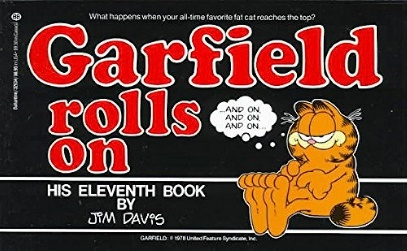 What happens when your all-time favorite fat cat reaches the top?
Garfield
rolls
on
...AND ON,
AND ON,
AND ON...
HIS ELEVENTH BOOK
BY
JIM DAVIS
GARFIELD: © 1978 United Feature Syndicate, Inc.